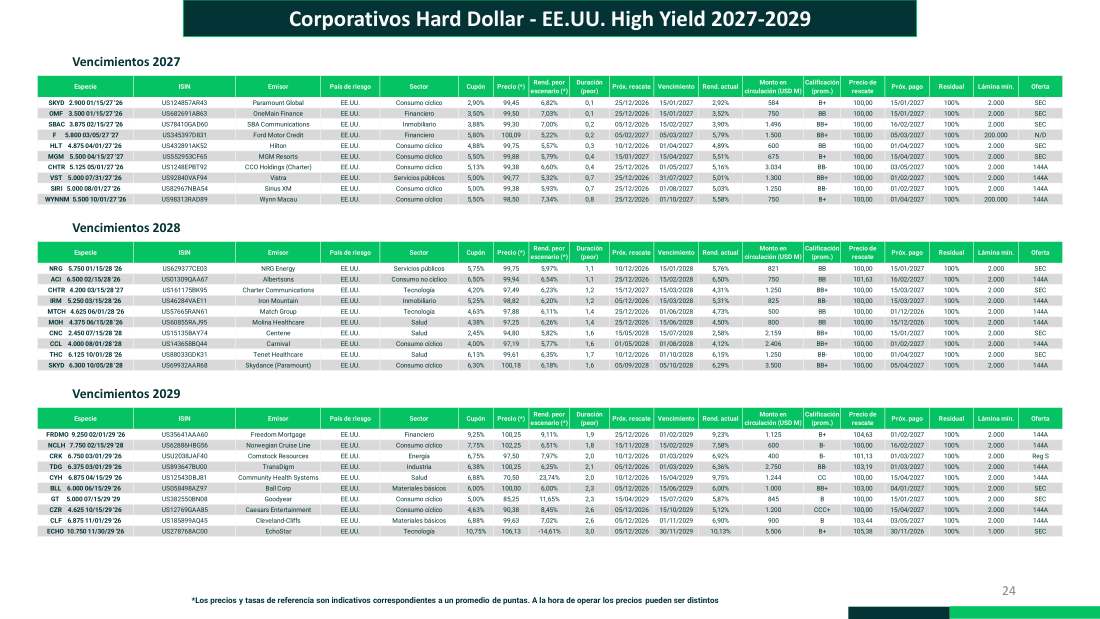 Corporativos Hard Dollar - EE.UU. High Yield 2027-2029
Vencimientos 2027
Especie ISIN Emisor País de riesgo Sector Cupón Precio (*) Rend. peor escenario (*) Duración (peor) Próx. rescate Vencimiento Rend. actual Monto en circulación (USD M) Calificación (prom.) Precio de rescate Próx. pago Residual Lámina mín. Oferta
SKYD 2.900 01/15/27 '26 US124857AR43 Paramount Global EE.UU. Consumo cíclico 2,90% 99,45 6,82% 0,1 25/12/2026 15/01/2027 2,92% 584 B+ 100,00 15/01/2027 100% 2.000 SEC
OMF 3.500 01/15/27 '26 US682691AB63 OneMain Finance EE.UU. Financiero 3,50% 99,50 7,03% 0,1 25/12/2026 15/01/2027 3,52% 750 BB 100,00 15/01/2027 100% 2.000 SEC
SBAC 3.875 02/15/27 '26 US78410GAD60 SBA Communications EE.UU. Inmobiliario 3,88% 99,30 7,00% 0,2 05/12/2026 15/02/2027 3,90% 1.496 BB+ 100,00 16/02/2027 100% 2.000 SEC
F 5.800 03/05/27 '27 US345397D831 Ford Motor Credit EE.UU. Financiero 5,80% 100,09 5,22% 0,2 05/02/2027 05/03/2027 5,79% 1.500 BB+ 100,00 05/03/2027 100% 200.000 N/D
HLT 4.875 04/01/27 '26 US432891AK52 Hilton EE.UU. Consumo cíclico 4,88% 99,75 5,57% 0,3 10/12/2026 01/04/2027 4,89% 600 BB 100,00 01/04/2027 100% 2.000 SEC
MGM 5.500 04/15/27 '27 US552953CF65 MGM Resorts EE.UU. Consumo cíclico 5,50% 99,88 5,79% 0,4 15/01/2027 15/04/2027 5,51% 675 B+ 100,00 15/04/2027 100% 2.000 SEC
CHTR 5.125 05/01/27 '26 US1248EPBT92 CCO Holdings (Charter) EE.UU. Consumo cíclico 5,13% 99,38 6,60% 0,4 25/12/2026 01/05/2027 5,16% 3.034 BB- 100,00 03/05/2027 100% 2.000 144A
VST 5.000 07/31/27 '26 US92840VAF94 Vistra EE.UU. Servicios públicos 5,00% 99,77 5,32% 0,7 25/12/2026 31/07/2027 5,01% 1.300 BB+ 100,00 01/02/2027 100% 2.000 144A
SIRI 5.000 08/01/27 '26 US82967NBA54 Sirius XM EE.UU. Consumo cíclico 5,00% 99,38 5,93% 0,7 25/12/2026 01/08/2027 5,03% 1.250 BB- 100,00 01/02/2027 100% 2.000 144A
WYNNM 5.500 10/01/27 '26 US98313RAD89 Wynn Macau EE.UU. Consumo cíclico 5,50% 98,50 7,34% 0,8 25/12/2026 01/10/2027 5,58% 750 B+ 100,00 01/04/2027 100% 200.000 144A
Vencimientos 2028
Especie ISIN Emisor País de riesgo Sector Cupón Precio (*) Rend. peor escenario (*) Duración (peor) Próx. rescate Vencimiento Rend. actual Monto en circulación (USD M) Calificación (prom.) Precio de rescate Próx. pago Residual Lámina mín. Oferta
NRG 5.750 01/15/28 '26 US629377CE03 NRG Energy EE.UU. Servicios públicos 5,75% 99,75 5,97% 1,1 10/12/2026 15/01/2028 5,76% 821 BB 100,00 15/01/2027 100% 2.000 SEC
ACI 6.500 02/15/28 '26 US01309QAA67 Albertsons EE.UU. Consumo no cíclico 6,50% 99,94 6,54% 1,1 25/12/2026 15/02/2028 6,50% 750 BB 101,63 16/02/2027 100% 2.000 144A
CHTR 4.200 03/15/28 '27 US161175BK95 Charter Communications EE.UU. Tecnología 4,20% 97,49 6,23% 1,2 15/12/2027 15/03/2028 4,31% 1.250 BB+ 100,00 15/03/2027 100% 2.000 SEC
IRM 5.250 03/15/28 '26 US46284VAE11 Iron Mountain EE.UU. Inmobiliario 5,25% 98,82 6,20% 1,2 05/12/2026 15/03/2028 5,31% 825 BB- 100,00 15/03/2027 100% 2.000 144A
MTCH 4.625 06/01/28 '26 US57665RAN61 Match Group EE.UU. Tecnología 4,63% 97,88 6,11% 1,4 25/12/2026 01/06/2028 4,73% 500 BB 100,00 01/12/2026 100% 2.000 144A
MOH 4.375 06/15/28 '26 US60855RAJ95 Molina Healthcare EE.UU. Salud 4,38% 97,25 6,26% 1,4 25/12/2026 15/06/2028 4,50% 800 BB 100,00 15/12/2026 100% 2.000 144A
CNC 2.450 07/15/28 '28 US15135BAY74 Centene EE.UU. Salud 2,45% 94,80 5,82% 1,6 15/05/2028 15/07/2028 2,58% 2.159 BB+ 100,00 15/01/2027 100% 2.000 SEC
CCL 4.000 08/01/28 '28 US143658BQ44 Carnival EE.UU. Consumo cíclico 4,00% 97,19 5,77% 1,6 01/05/2028 01/08/2028 4,12% 2.406 BB+ 100,00 01/02/2027 100% 2.000 144A
THC 6.125 10/01/28 '26 US88033GDK31 Tenet Healthcare EE.UU. Salud 6,13% 99,61 6,35% 1,7 10/12/2026 01/10/2028 6,15% 1.250 BB- 100,00 01/04/2027 100% 2.000 SEC
SKYD 6.300 10/05/28 '28 US69932AAR68 Skydance (Paramount) EE.UU. Consumo cíclico 6,30% 100,18 6,18% 1,6 05/09/2028 05/10/2028 6,29% 3.500 BB+ 100,00 05/04/2027 100% 2.000 144A
Vencimientos 2029
Especie ISIN Emisor País de riesgo Sector Cupón Precio (*) Rend. peor escenario (*) Duración (peor) Próx. rescate Vencimiento Rend. actual Monto en circulación (USD M) Calificación (prom.) Precio de rescate Próx. pago Residual Lámina mín. Oferta
FRDMO 9.250 02/01/29 '26 US35641AAA60 Freedom Mortgage EE.UU. Financiero 9,25% 100,25 9,11% 1,9 25/12/2026 01/02/2029 9,23% 1.125 B+ 104,63 01/02/2027 100% 2.000 144A
NCLH 7.750 02/15/29 '28 US62886HBG56 Norwegian Cruise Line EE.UU. Consumo cíclico 7,75% 102,25 6,51% 1,8 15/11/2028 15/02/2029 7,58% 600 B- 100,00 16/02/2027 100% 2.000 144A
CRK 6.750 03/01/29 '26 USU2038JAF40 Comstock Resources EE.UU. Energía 6,75% 97,50 7,97% 2,0 10/12/2026 01/03/2029 6,92% 400 B- 101,13 01/03/2027 100% 2.000 Reg S
TDG 6.375 03/01/29 '26 US893647BU00 TransDigm EE.UU. Industria 6,38% 100,25 6,25% 2,1 05/12/2026 01/03/2029 6,36% 2.750 BB- 103,19 01/03/2027 100% 2.000 144A
CYH 6.875 04/15/29 '26 US12543DBJ81 Community Health Systems EE.UU. Salud 6,88% 70,50 23,74% 2,0 10/12/2026 15/04/2029 9,75% 1.244 CC 100,00 15/04/2027 100% 2.000 144A
BLL 6.000 06/15/29 '26 US058498AZ97 Ball Corp EE.UU. Materiales básicos 6,00% 100,00 6,00% 2,3 05/12/2026 15/06/2029 6,00% 1.000 BB+ 103,00 15/12/2026 100% 2.000 SEC
GT 5.000 07/15/29 '29 US382550BN08 Goodyear EE.UU. Consumo cíclico 5,00% 85,25 11,65% 2,3 15/04/2029 15/07/2029 5,87% 845 B 100,00 15/01/2027 100% 2.000 SEC
CZR 4.625 10/15/29 '26 US12769GAA85 Caesars Entertainment EE.UU. Consumo cíclico 4,63% 90,38 8,45% 2,6 05/12/2026 15/10/2029 5,12% 1.200 CCC+ 100,00 15/04/2027 100% 2.000 144A
CLF 6.875 11/01/29 '26 US185899AQ45 Cleveland-Cliffs EE.UU. Materiales básicos 6,88% 99,63 7,02% 2,6 25/12/2026 01/11/2029 6,90% 900 B 103,44 03/05/2027 100% 2.000 144A
ECHO 10.750 11/30/29 '26 US278768AC00 EchoStar EE.UU. Tecnología 10,75% 106,13 -14,61% 3,0 05/12/2026 30/11/2029 10,13% 5.506 B+ 105,38 30/11/2026 100% 1.000 SEC
*Los precios y tasas de referencia son indicativos correspondientes a un promedio de puntas. A la hora de operar los precios pueden ser distintos
24